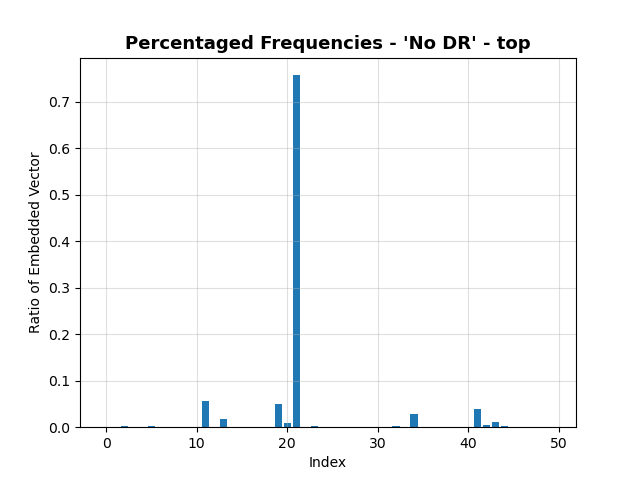 Percentaged Frequencies - 'No DR' - top
Ratio of Embedded Vector
0.7
0.6
0.5
0.4
0.3
0.2
0.1
0.0
0 10 20 30 40 50
Index